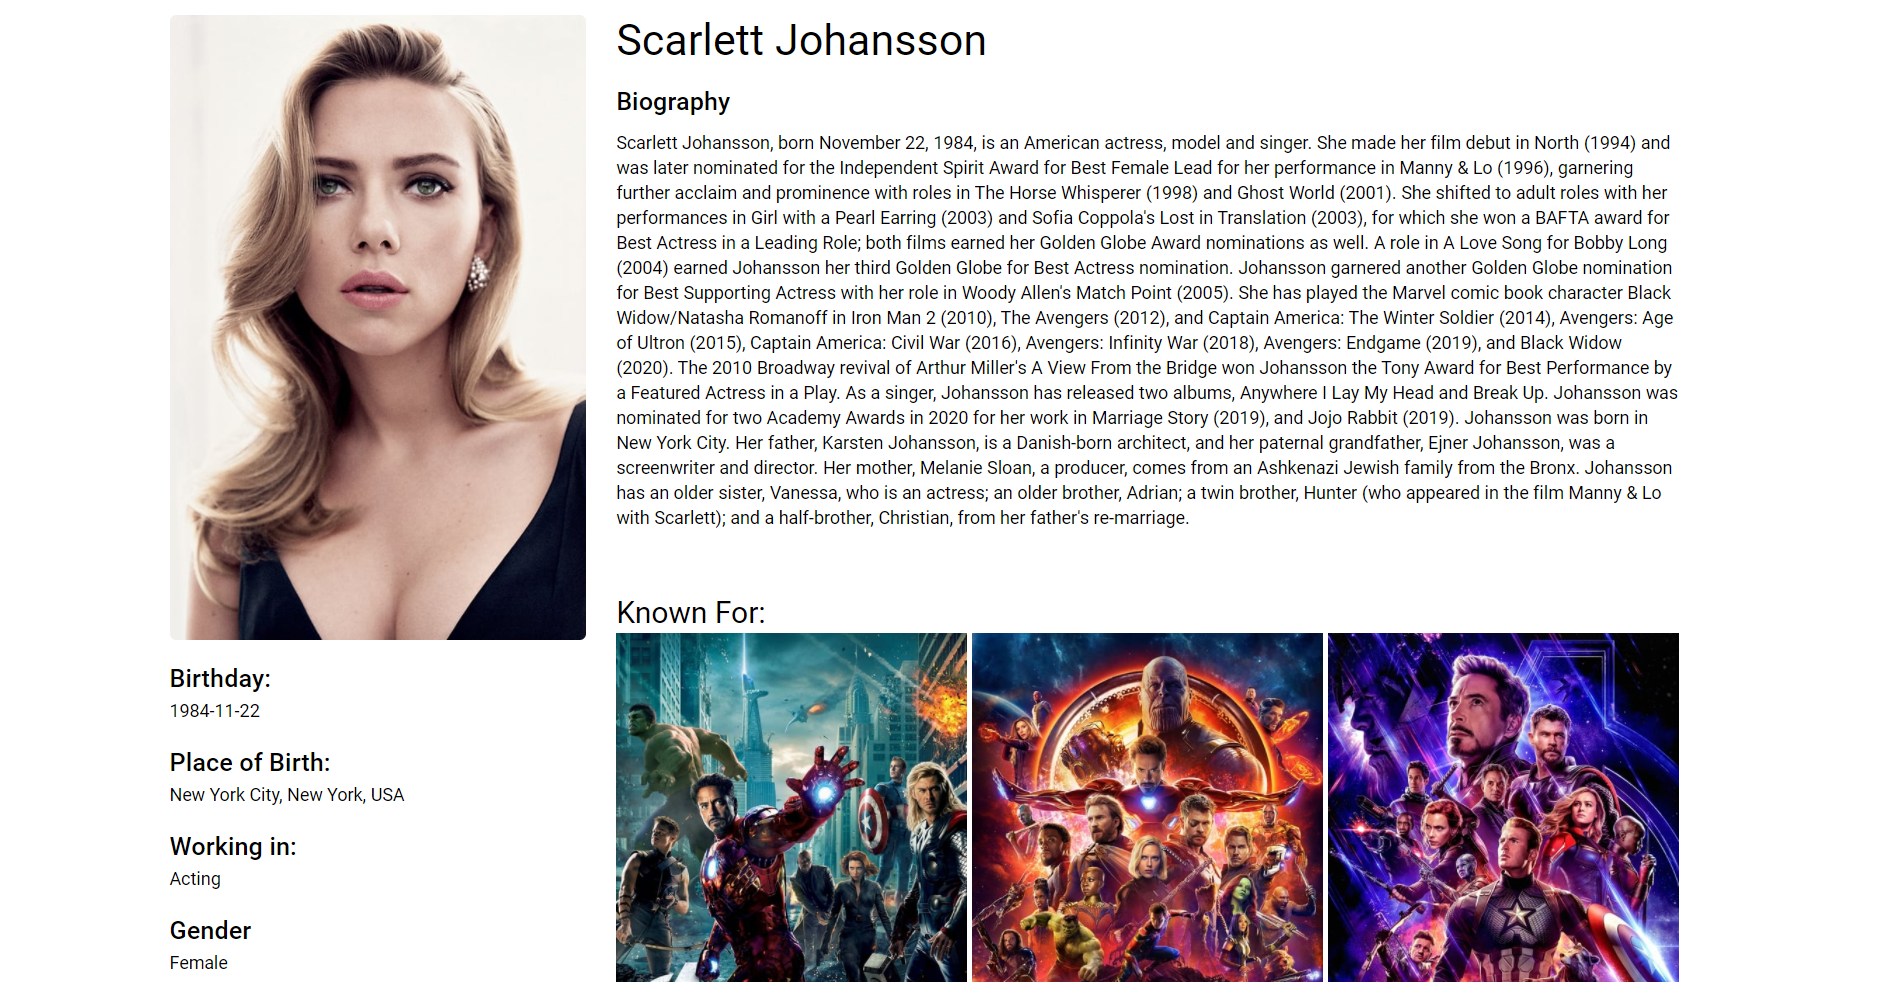 Scarlett Johansson
Biography
Scarlett Johansson, born November 22, 1984, is an American actress, model and singer. She made her film debut in North (1994) and
was later nominated for the Independent Spirit Award for Best Female Lead for her performance in Manny & Lo (1996), garnering
further acclaim and prominence with roles in The Horse Whisperer (1998) and Ghost World (2001). She shifted to adult roles with her
performances in Girl with a Pearl Earring (2003) and Sofia Coppola's Lost in Translation (2003), for which she won a BAFTA award for
Best Actress in a Leading Role; both films earned her Golden Globe Award nominations as well. A role in A Love Song for Bobby Long
(2004) earned Johansson her third Golden Globe for Best Actress nomination. Johansson garnered another Golden Globe nomination
for Best Supporting Actress with her role in Woody Allen's Match Point (2005). She has played the Marvel comic book character Black
Widow/Natasha Romanoff in Iron Man 2 (2010), The Avengers (2012), and Captain America: The Winter Soldier (2014), Avengers: Age
of Ultron (2015), Captain America: Civil War (2016), Avengers: Infinity War (2018), Avengers: Endgame (2019), and Black Widow
(2020). The 2010 Broadway revival of Arthur Miller's A View From the Bridge won Johansson the Tony Award for Best Performance by
a Featured Actress in a Play. As a singer, Johansson has released two albums, Anywhere I Lay My Head and Break Up. Johansson was
nominated for two Academy Awards in 2020 for her work in Marriage Story (2019), and Jojo Rabbit (2019). Johansson was born in
New York City. Her father, Karsten Johansson, is a Danish-born architect, and her paternal grandfather, Ejner Johansson, was a
screenwriter and director. Her mother, Melanie Sloan, a producer, comes from an Ashkenazi Jewish family from the Bronx. Johansson
has an older sister, Vanessa, who is an actress; an older brother, Adrian; a twin brother, Hunter (who appeared in the film Manny & Lo
with Scarlett); and a half-brother, Christian, from her father's re-marriage.
Known For:
Birthday:
1984-11-22
Place of Birth:
New York City, New York, USA
Working in:
Acting
Gender
Female